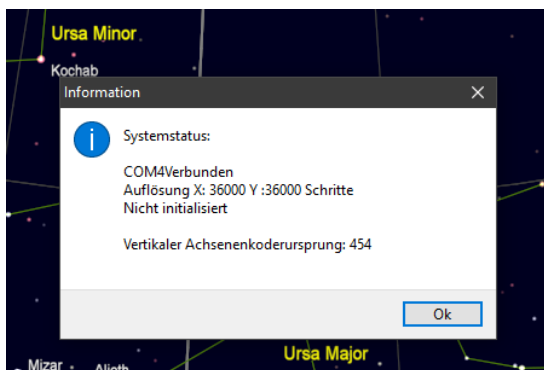 Ursa Minor
Kochab
Information
Systemstatus:
COM4Verbunden
Auflösung X: 36000 Y :36000 Schritte
Nicht initialisiert
Vertikaler Achsenenkoderursprung: 454
Ok
Ursa Major
Mizar
Alioth